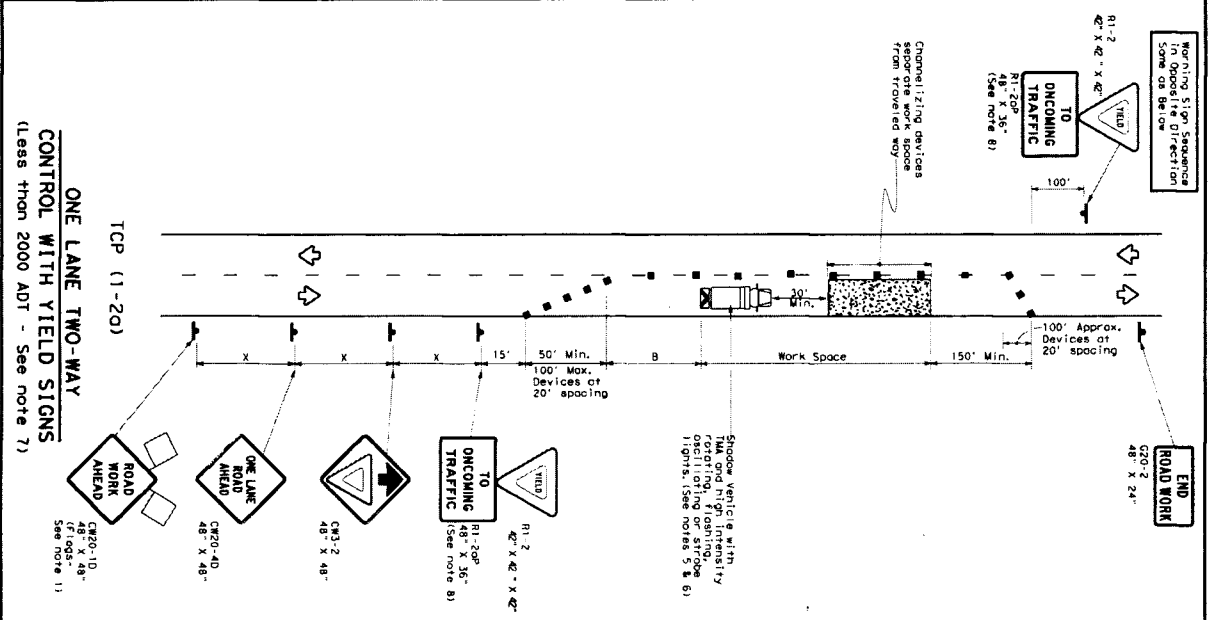 Warning Sign Sequence
in Opposite Direction
Same as Below
R1-2
42" X 42" X 42"
YIELD
TO
ONCOMING
TRAFFIC
R1-2aP
48" X 36"
(See note 8)
100'
Channelizing devices
separate work space
from traveled way
30'
Min.
END
ROAD WORK
G20-2
48" X 24"
100' Approx.
Devices at
20' spacing
X
X
X
15'
50' Min.
100' Max.
Devices at
20' spacing
B
Work Space
150' Min.
Shadow Vehicle with
TMA and high intensity
rotating, flashing,
oscillating or strobe
lights. (See notes 5 & 6)
YIELD
R1-2
42" X 42" X 42"
TO
ONCOMING
TRAFFIC
R1-2aP
48" X 36"
(See note 8)
CW3-2
48" X 48"
ONE LANE
ROAD
AHEAD
CW20-4D
48" X 48"
ROAD
WORK
AHEAD
CW20-1D
48" X 48"
(Flags-
See note 1)
TCP (1-2a)
ONE LANE TWO-WAY
CONTROL WITH YIELD SIGNS
(Less than 2000 ADT - See note 7)